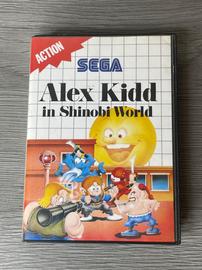 ACTION
SEGA
Alex Kidd
in Shinobi World